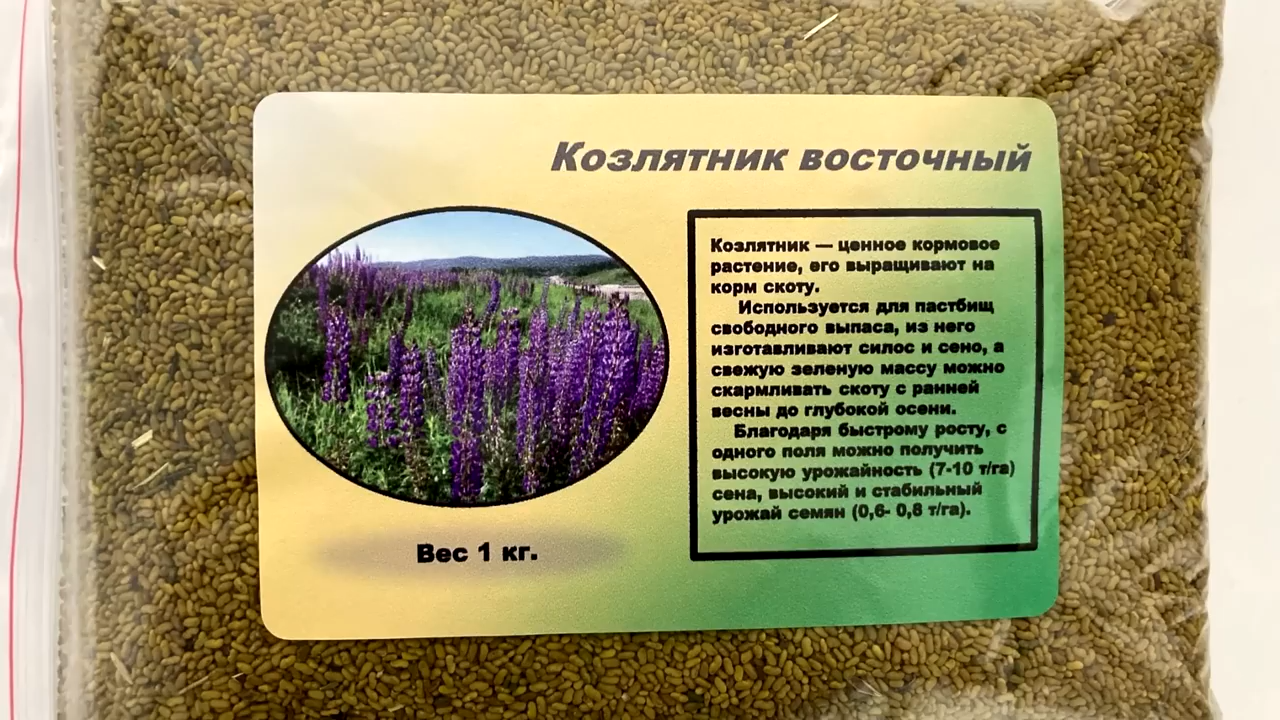 Козлятник восточный
Козлятник — ценное кормовое
растение, его выращивают на
корм скоту.
Используется для пастбищ
свободного выпаса, из него
изготавливают силос и сено, а
свежую зеленую массу можно
скармливать скоту с ранней
весны до глубокой осени.
Благодаря быстрому росту, с
одного поля можно получить
высокую урожайность (7-10 т/га)
сена, высокий и стабильный
урожай семян (0,6- 0,8 т/га).
Вес 1 кг.